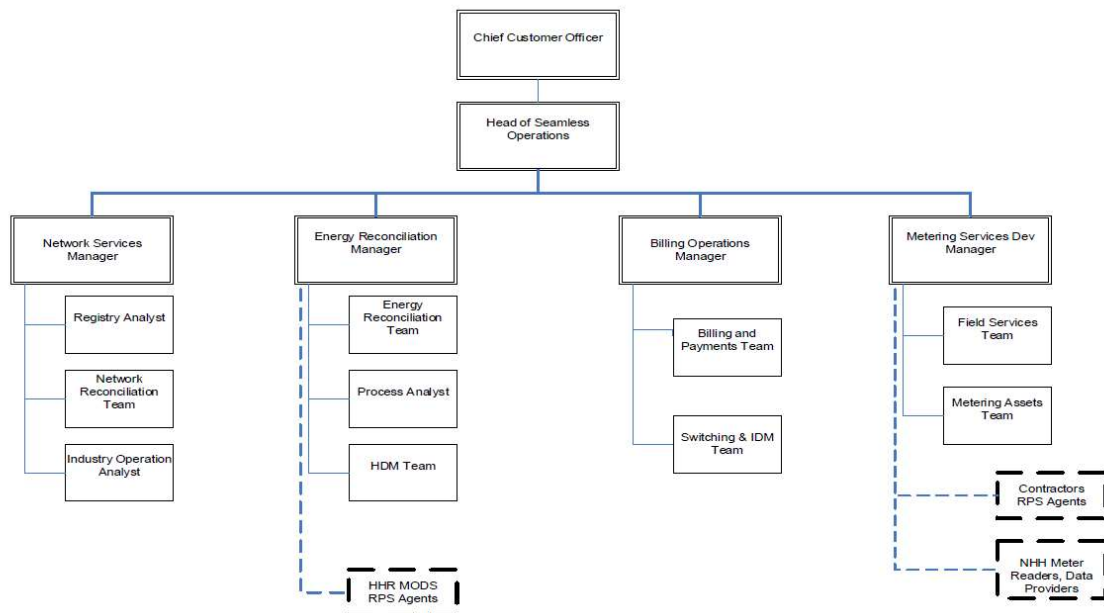 Chief Customer Officer
Head of Seamless
Operations
Network Services
Manager
Registry Analyst
Network
Reconciliation
Team
Industry Operation
Analyst
Energy Reconciliation
Manager
Energy
Reconciliation
Team
Process Analyst
HDM Team
HHR MODS
RPS Agents
Billing Operations
Manager
Billing and
Payments Team
Switching & IDM
Team
Metering Services Dev
Manager
Field Services
Team
Metering Assets
Team
Contractors
RPS Agents
NHH Meter
Readers, Data
Providers